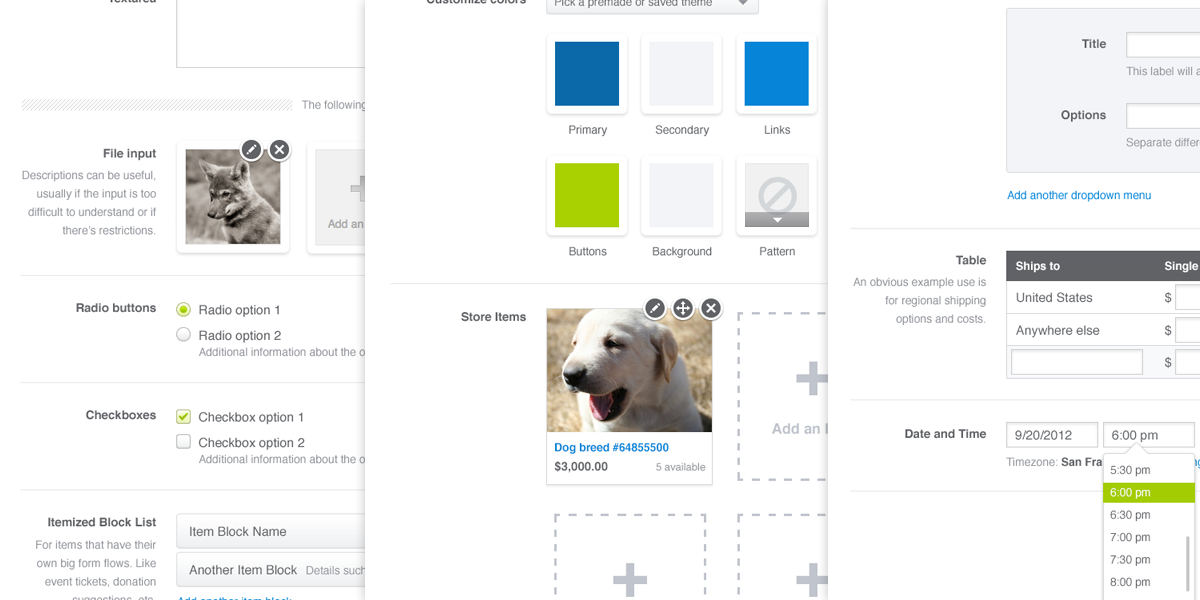 Textured
The following
File input
Descriptions can be useful,
usually if the input is too
difficult to understand or if
there's restrictions.
Add an
Radio buttons
Radio option 1
Radio option 2
Additional information about the o
Checkboxes
Checkbox option 1
Checkbox option 2
Additional information about the o
Itemized Block List
For items that have their
own big form flows. Like
event tickets, donation
suggestions, etc.
Item Block Name
Another Item Block Details such
Add another item block
Customize colors
Pick a premade or saved theme
Primary
Secondary
Links
Buttons
Background
Pattern
Store Items
Dog breed #64855500
$3,000.00
5 available
Add an
Title
This label will a
Options
Separate differe
Add another dropdown menu
Table
An obvious example use is
for regional shipping
options and costs.
Ships to
Single
United States
$
Anywhere else
$
$
Date and Time
9/20/2012
6:00 pm
Timezone: San Fra
5:30 pm
6:00 pm
6:30 pm
7:00 pm
7:30 pm
8:00 pm